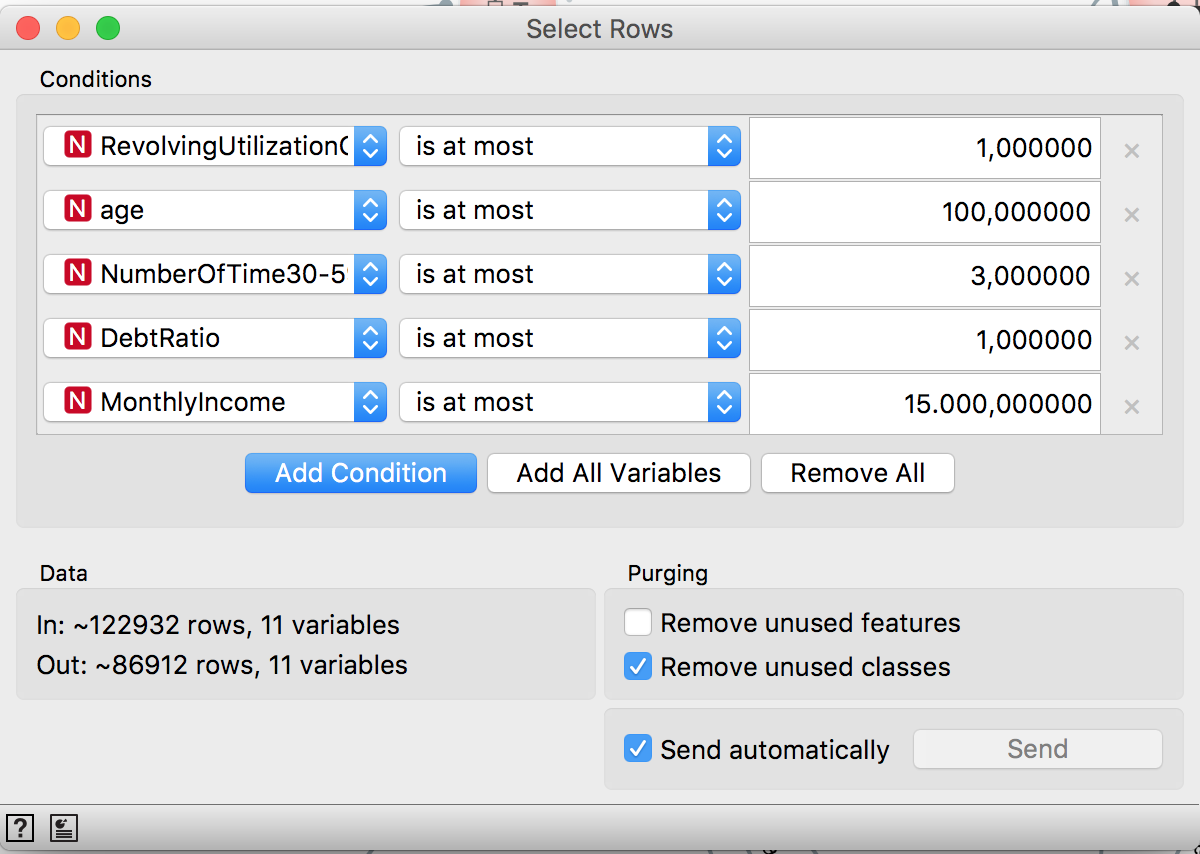 Select Rows
Conditions
N RevolvingUtilizationO is at most 1,000000 ×
N age is at most 100,000000 ×
N NumberOfTime30-5 is at most 3,000000 ×
N DebtRatio is at most 1,000000 ×
N MonthlyIncome is at most 15.000,000000 ×
Add Condition Add All Variables Remove All
Data
In: ~122932 rows, 11 variables
Out: ~86912 rows, 11 variables
Purging
Remove unused features
Remove unused classes
Send automatically Send
?